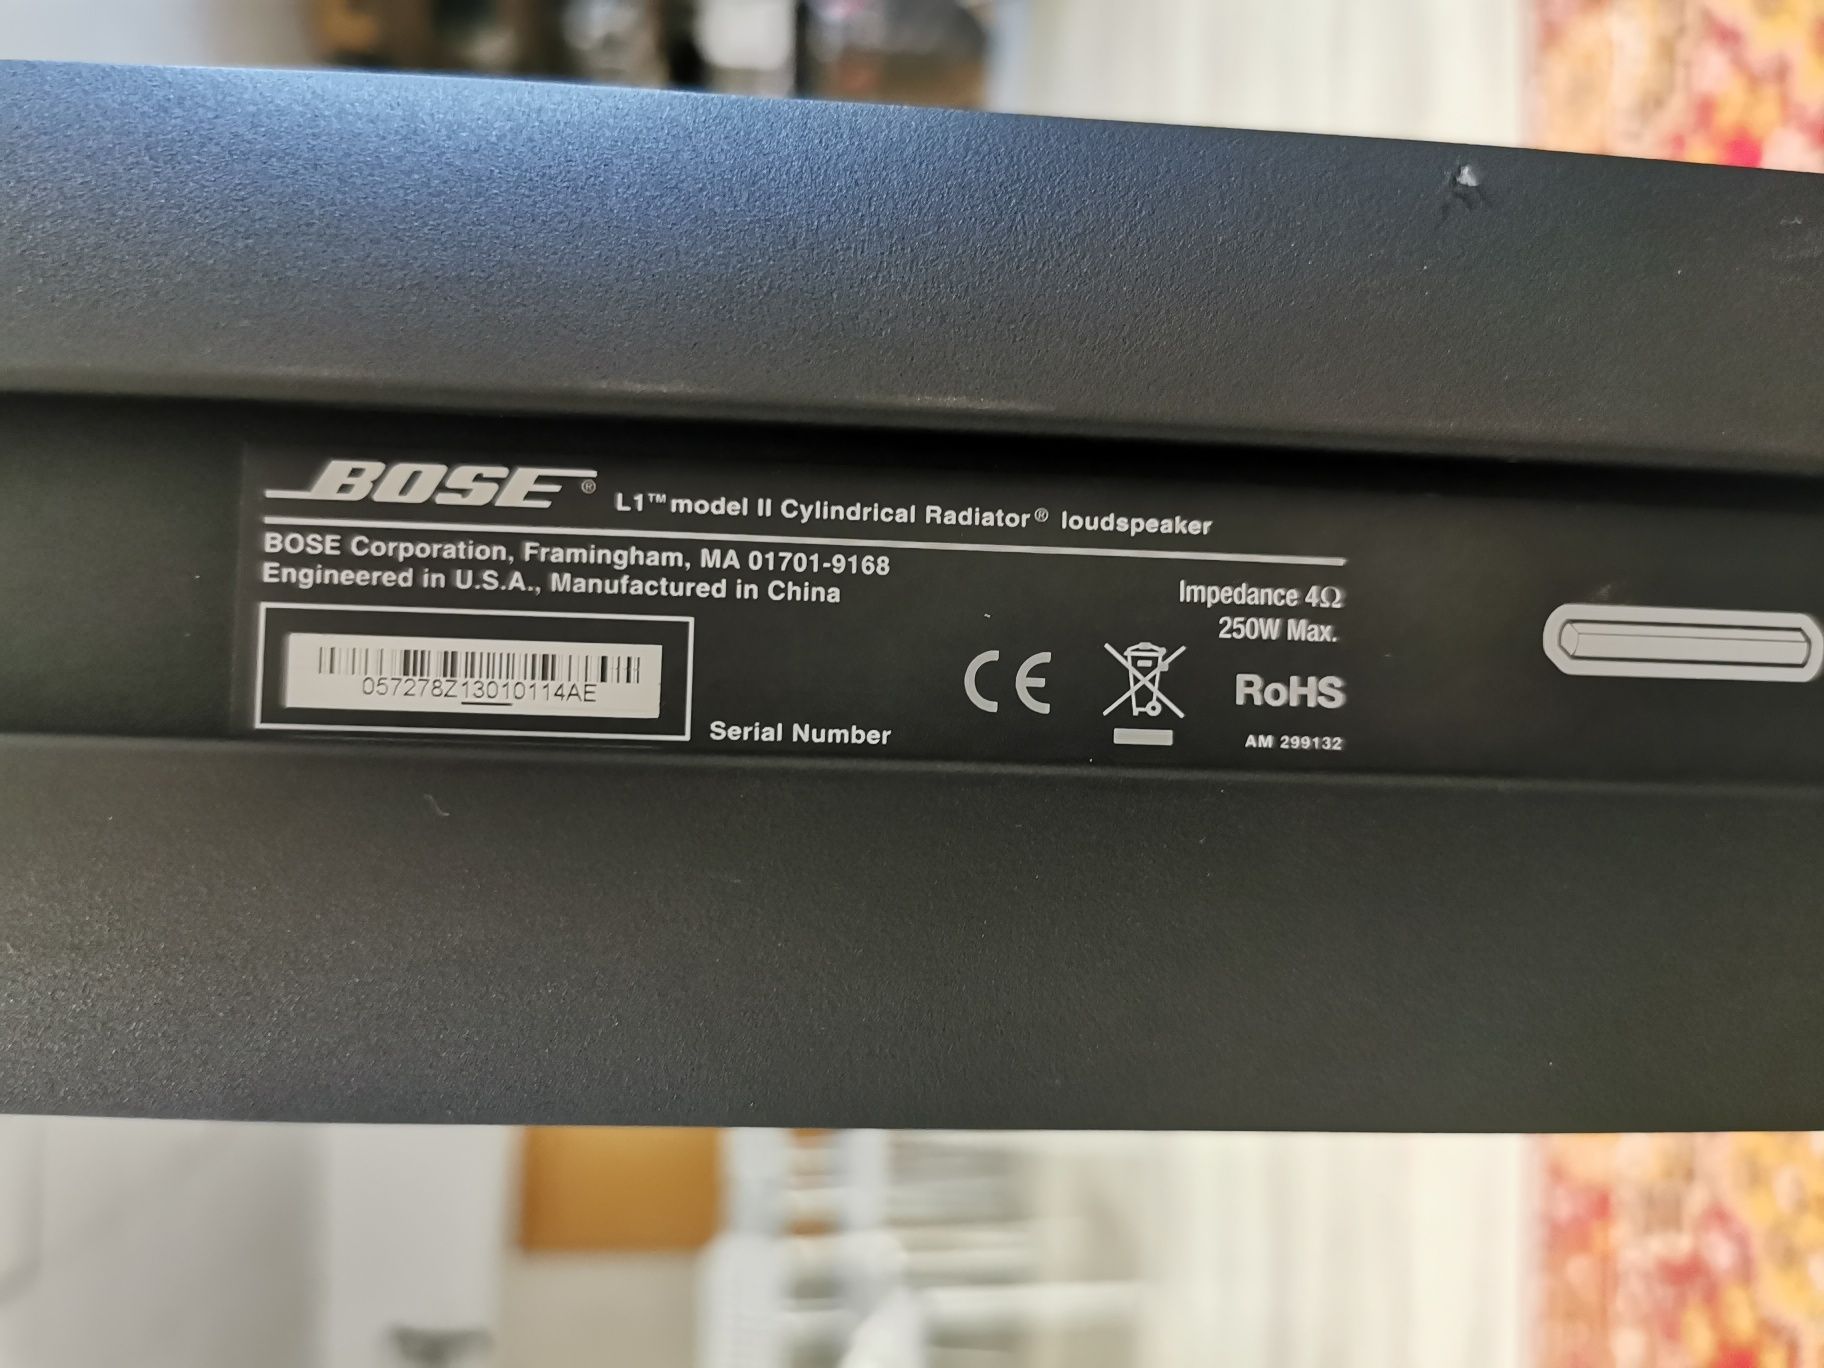 BOSE® L1™ model II Cylindrical Radiator® loudspeaker
BOSE Corporation, Framingham, MA 01701-9168
Engineered in U.S.A., Manufactured in China
Impedance 4Ω
250W Max.
057278Z13010114AE
Serial Number
CE
RoHS
AM 299132